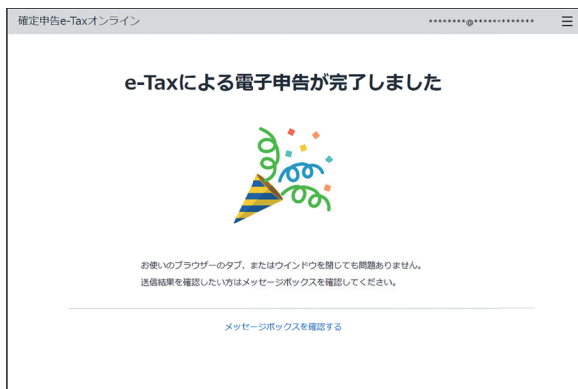 確定申告e-Taxオンライン
********@*************
e-Taxによる電子申告が完了しました
お使いのブラウザーのタブ、またはウインドウを閉じても問題ありません。
送信結果を確認したい方はメッセージボックスを確認してください。
メッセージボックスを確認する